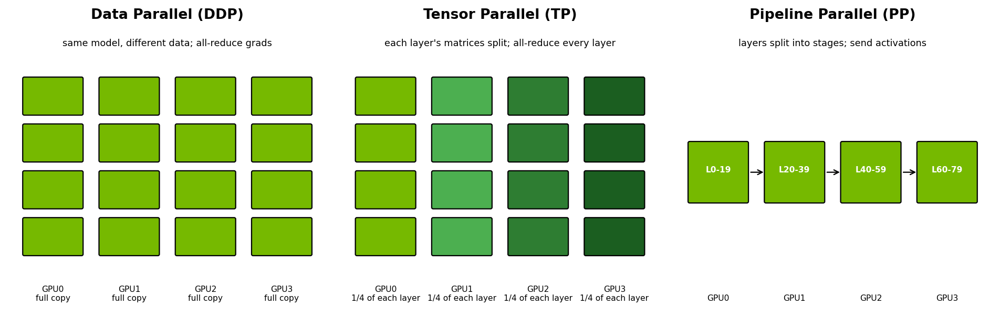 Data Parallel (DDP)
same model, different data; all-reduce grads
GPU0
full copy
GPU1
full copy
GPU2
full copy
GPU3
full copy
Tensor Parallel (TP)
each layer's matrices split; all-reduce every layer
GPU0
1/4 of each layer
GPU1
1/4 of each layer
GPU2
1/4 of each layer
GPU3
1/4 of each layer
Pipeline Parallel (PP)
layers split into stages; send activations
L0-19
L20-39
L40-59
L60-79
GPU0
GPU1
GPU2
GPU3